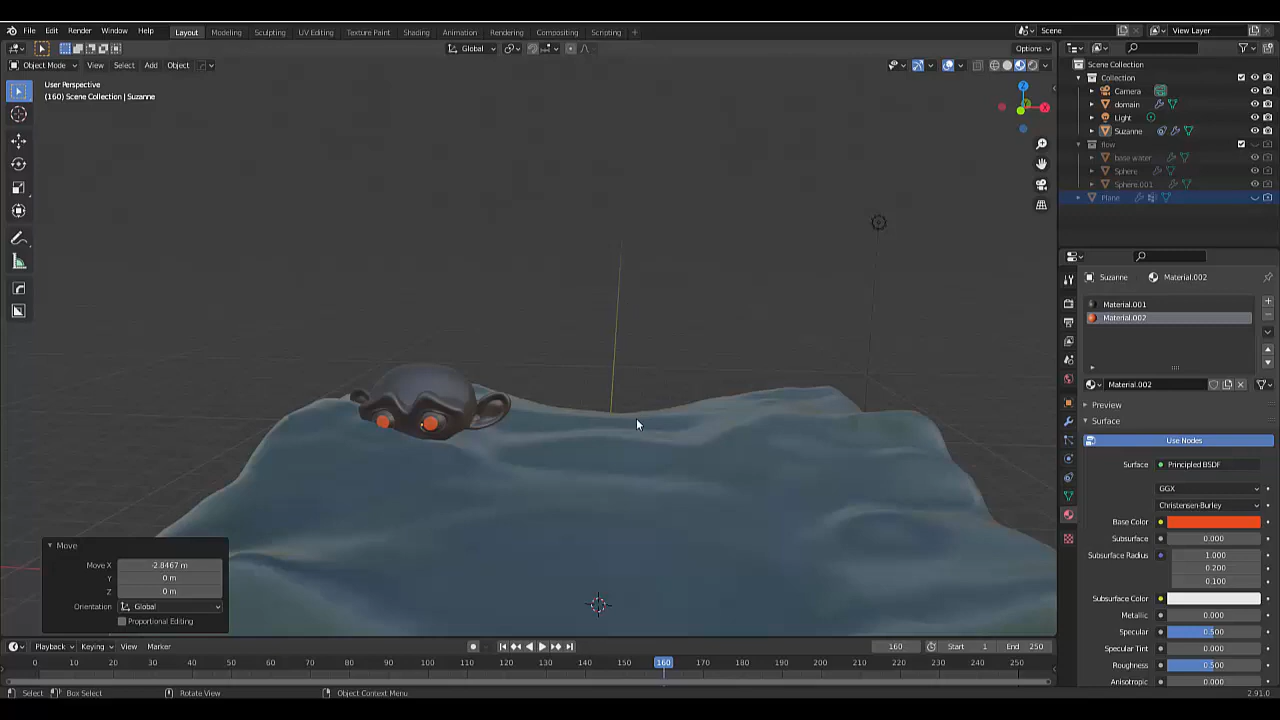 File Edit Render Window Help Layout Modeling Sculpting UV Editing Texture Paint Shading Animation Rendering Compositing Scripting + Scene View Layer
Global Options
Object Mode View Select Add Object
Scene Collection
User Perspective
(160) Scene Collection | Suzanne
Collection
Camera
domain
Light
Suzanne
flow
base water
Sphere
Sphere.001
Plane
Suzanne Material.002
Material.001
Material.002
Material.002
Preview
Surface
Use Nodes
Surface Principled BSDF
GGX
Christensen-Burley
Base Color
Subsurface 0.000
Subsurface Radius 1.000
0.200
0.100
Subsurface Color
Metallic 0.000
Specular 0.500
Specular Tint 0.000
Roughness 0.500
Anisotropic 0.000
Move
Move X -2.8467 m
Y 0 m
Z 0 m
Orientation Global
Proportional Editing
Playback Keying View Marker 160 Start 1 End 250
0 10 20 30 40 50 60 70 80 90 100 110 120 130 140 150 160 170 180 190 200 210 220 230 240 250
Select Box Select Rotate View Object Context Menu 2.91.0